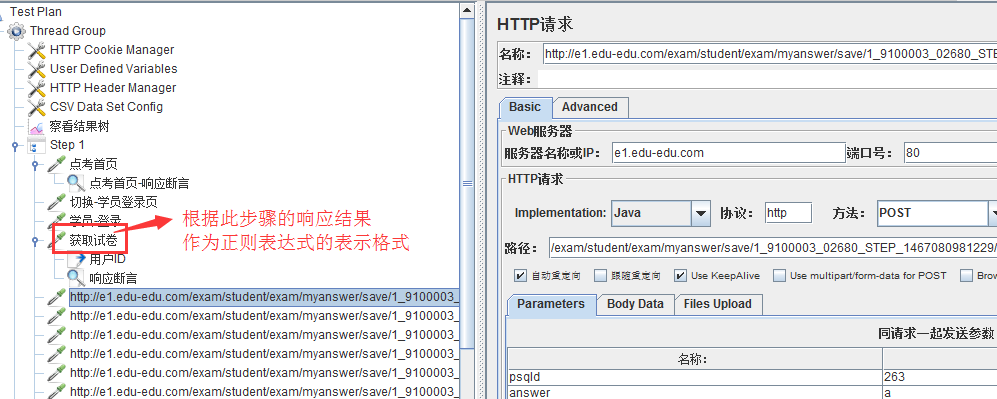 Test Plan
Thread Group
HTTP Cookie Manager
User Defined Variables
HTTP Header Manager
CSV Data Set Config
察看结果树
Step 1
点考首页
点考首页-响应断言
切换-学员登录页
学员-登录
获取试卷
用户ID
响应断言
http://e1.edu-edu.com/exam/student/exam/myanswer/save/1_9100003_
http://e1.edu-edu.com/exam/student/exam/myanswer/save/1_9100003_
http://e1.edu-edu.com/exam/student/exam/myanswer/save/1_9100003_
http://e1.edu-edu.com/exam/student/exam/myanswer/save/1_9100003_
http://e1.edu-edu.com/exam/student/exam/myanswer/save/1_9100003_
http://e1.edu-edu.com/exam/student/exam/myanswer/save/1_9100003_
根据此步骤的响应结果
作为正则表达式的表示格式
HTTP请求
名称： http://e1.edu-edu.com/exam/student/exam/myanswer/save/1_9100003_02680_STE
注释：
Basic Advanced
Web服务器
服务器名称或IP： e1.edu-edu.com 端口号： 80
HTTP请求
Implementation: Java 协议： http 方法： POST
路径： /exam/student/exam/myanswer/save/1_9100003_02680_STEP_1467080981229/
自动重定向 跟随重定向 Use KeepAlive Use multipart/form-data for POST Brow
Parameters Body Data Files Upload
同请求一起发送参数
名称:
psqId 263
answer a